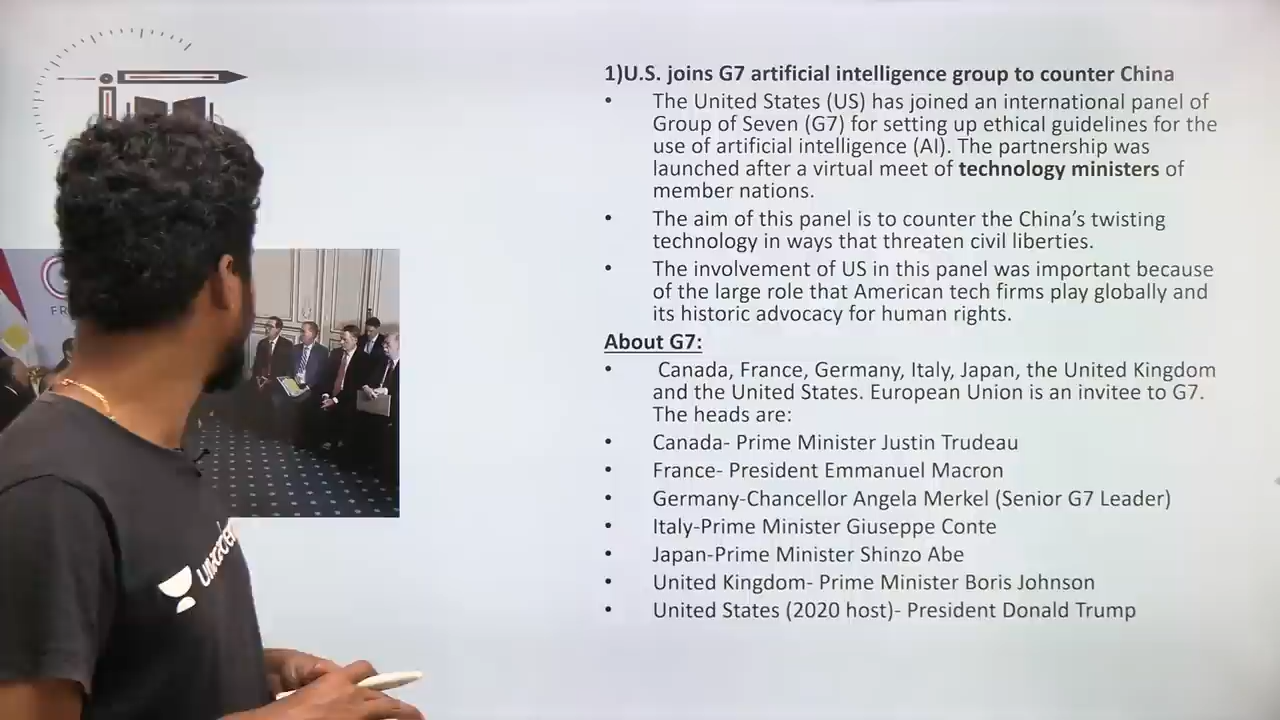 1)U.S. joins G7 artificial intelligence group to counter China
• The United States (US) has joined an international panel of
Group of Seven (G7) for setting up ethical guidelines for the
use of artificial intelligence (AI). The partnership was
launched after a virtual meet of technology ministers of
member nations.
• The aim of this panel is to counter the China’s twisting
technology in ways that threaten civil liberties.
• The involvement of US in this panel was important because
of the large role that American tech firms play globally and
its historic advocacy for human rights.
About G7:
• Canada, France, Germany, Italy, Japan, the United Kingdom
and the United States. European Union is an invitee to G7.
The heads are:
• Canada- Prime Minister Justin Trudeau
• France- President Emmanuel Macron
• Germany-Chancellor Angela Merkel (Senior G7 Leader)
• Italy-Prime Minister Giuseppe Conte
• Japan-Prime Minister Shinzo Abe
• United Kingdom- Prime Minister Boris Johnson
• United States (2020 host)- President Donald Trump